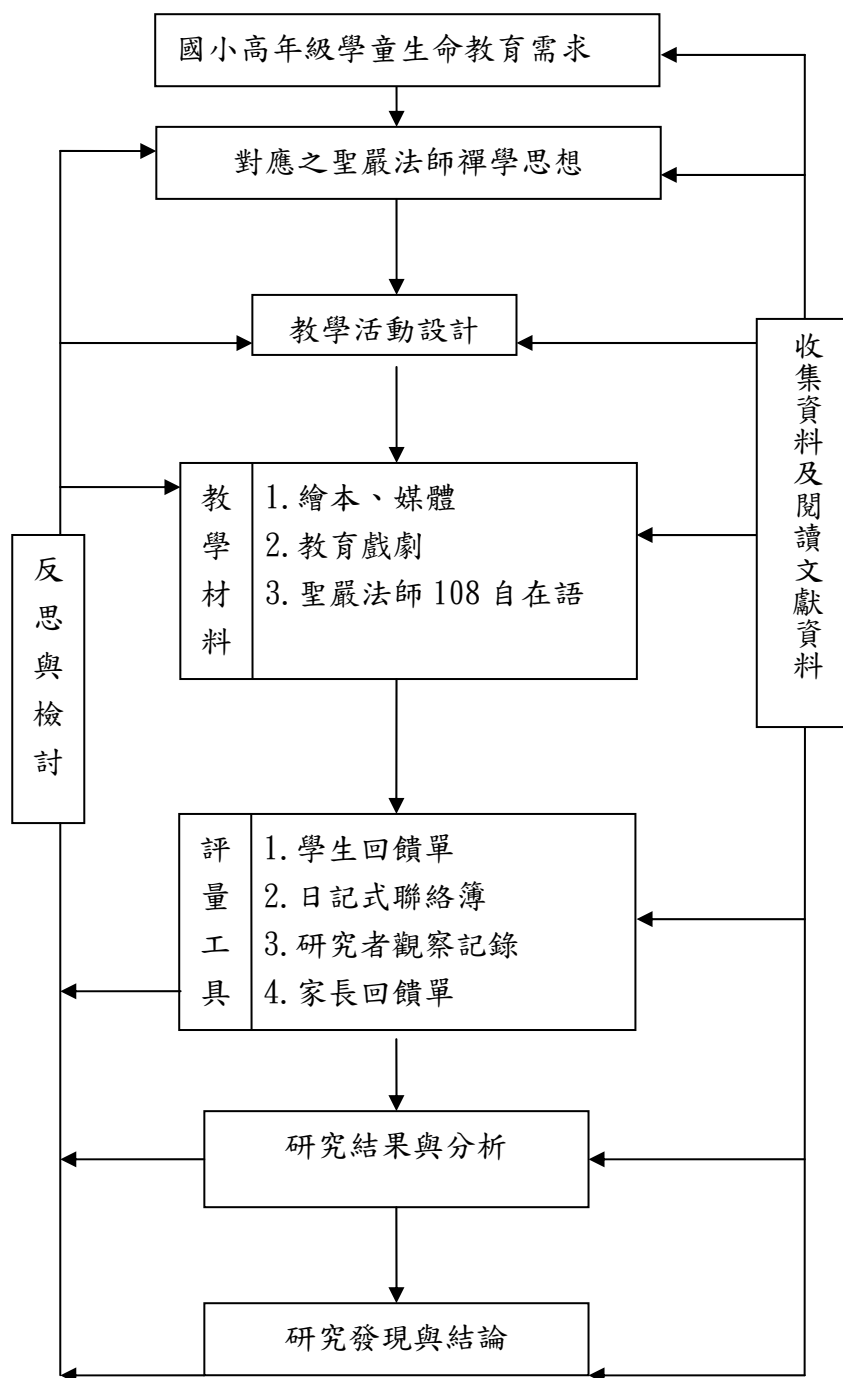 國小高年級學童生命教育需求
對應之聖嚴法師禪學思想
教學活動設計
教學材料
1.繪本、媒體
2.教育戲劇
3.聖嚴法師 108 自在語
評量工具
1.學生回饋單
2.日記式聯絡簿
3.研究者觀察記錄
4.家長回饋單
研究結果與分析
研究發現與結論
反思與檢討
收集資料及閱讀文獻資料